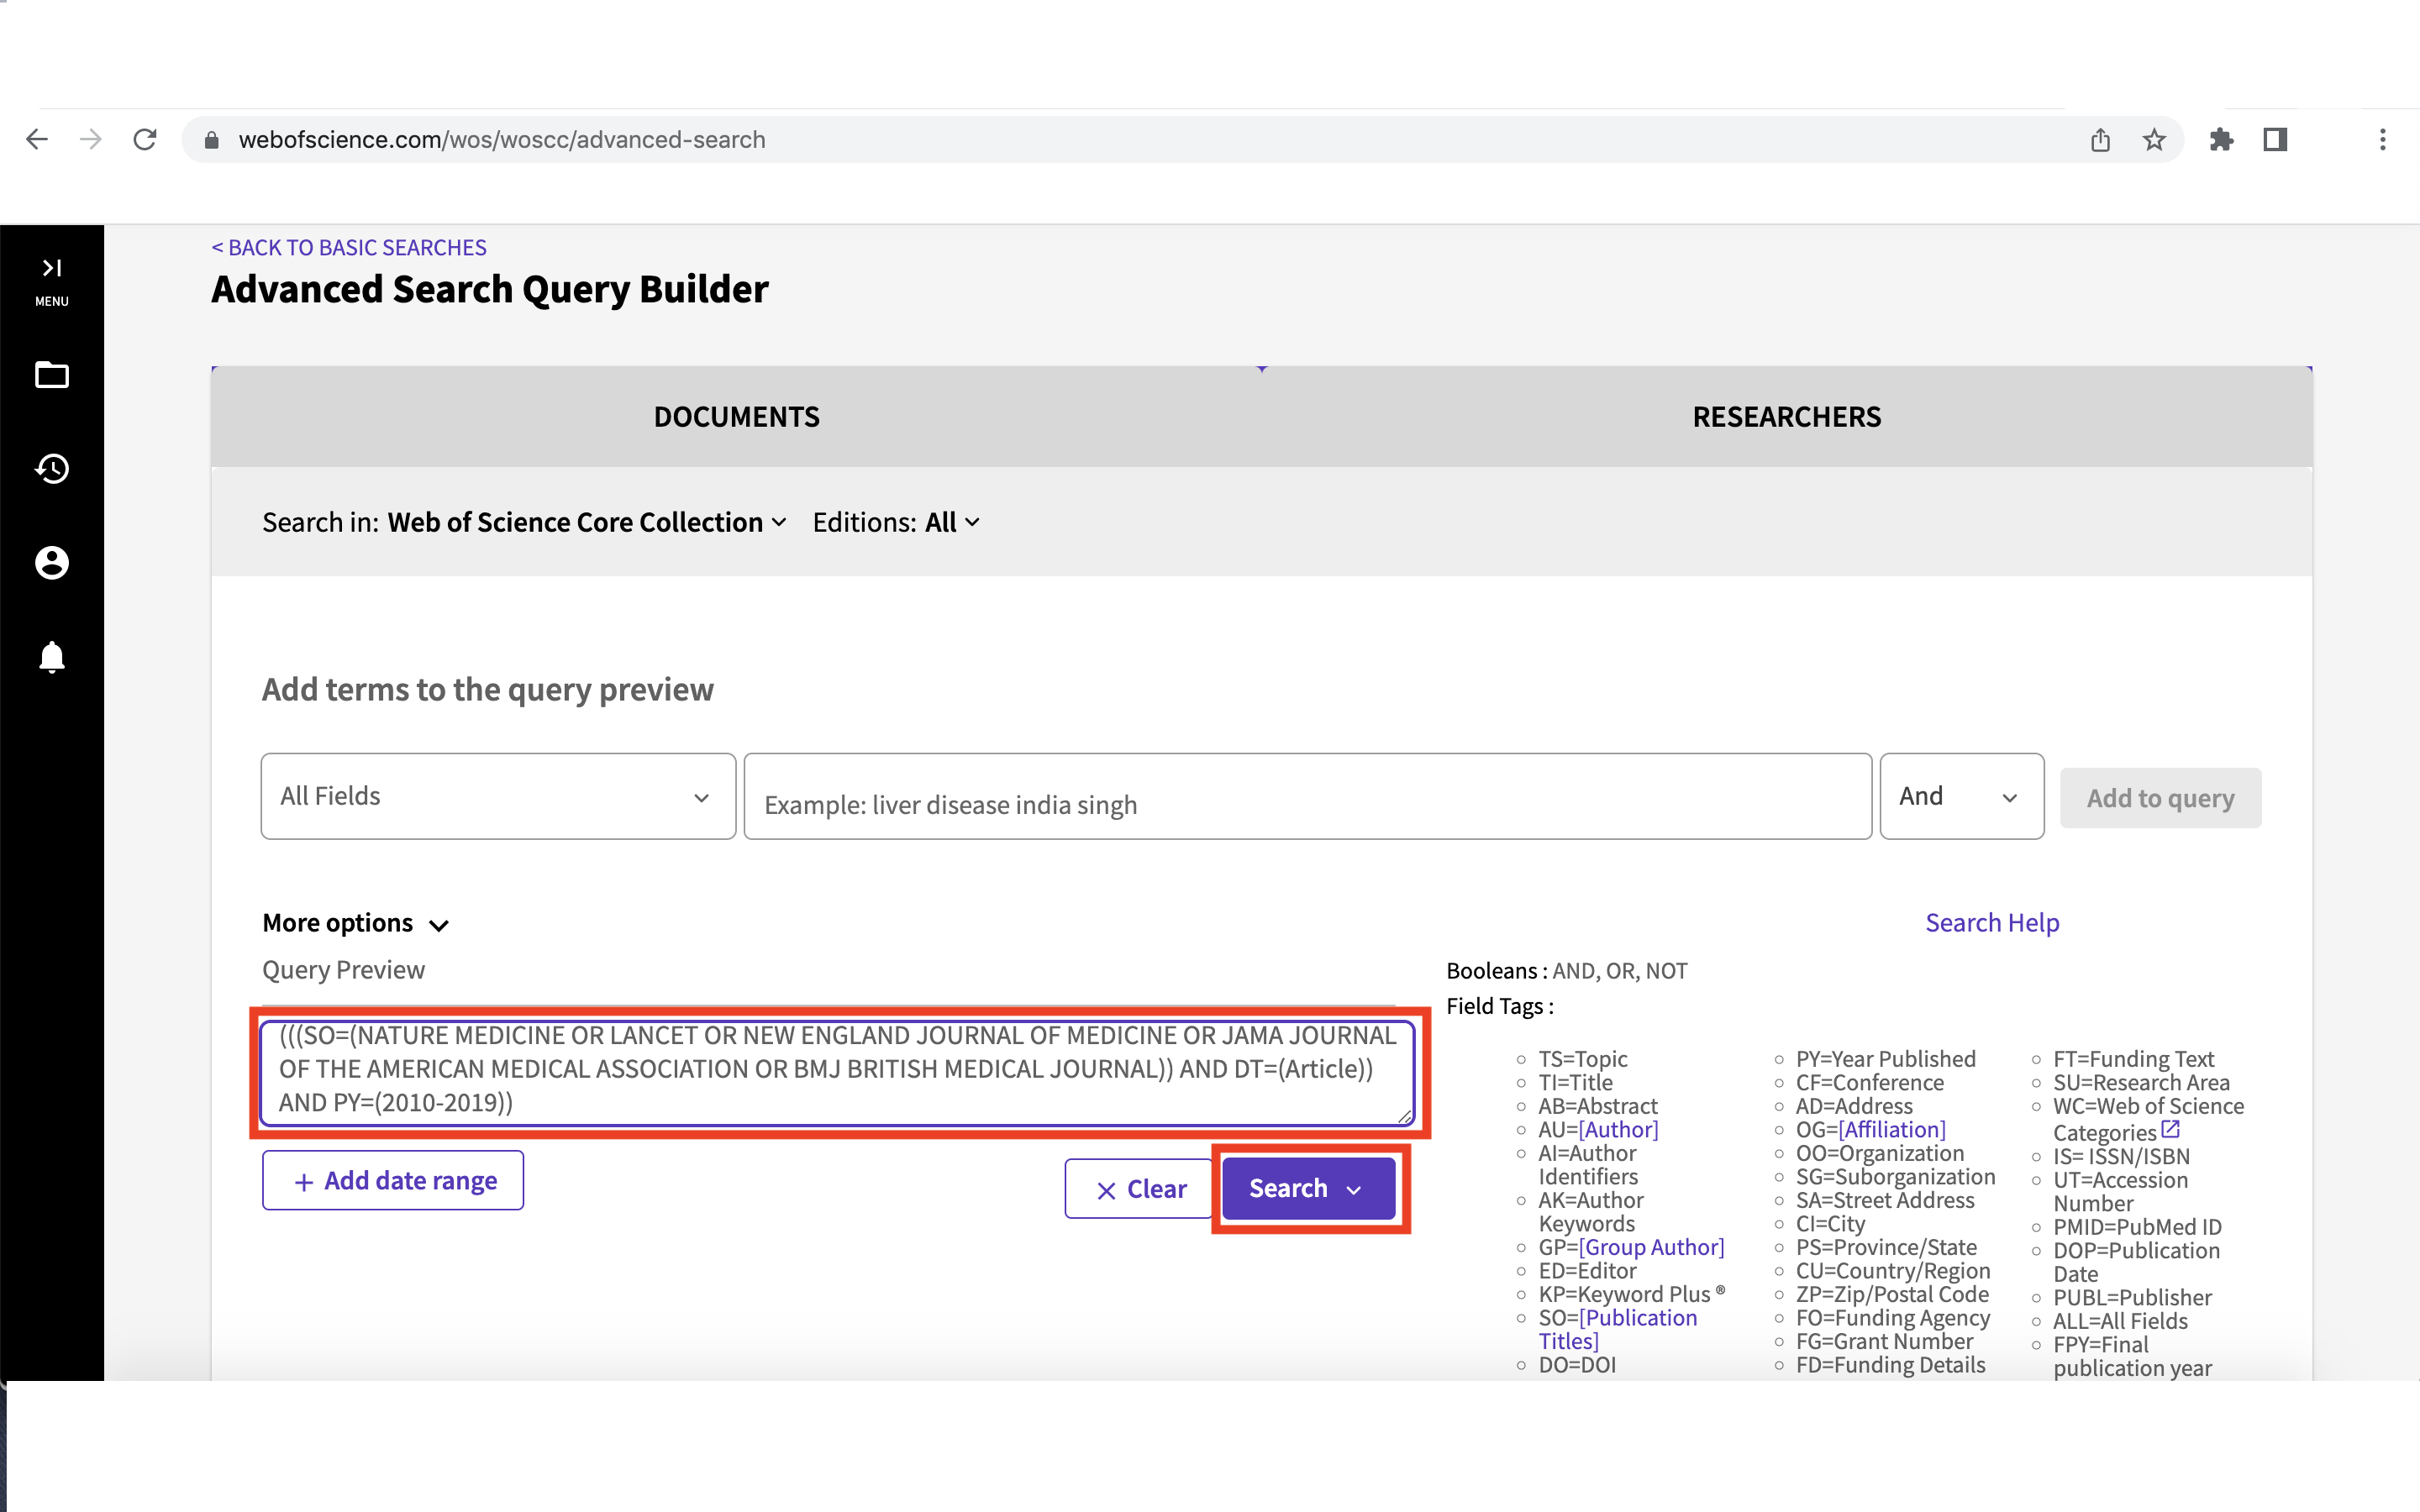 webofscience.com/wos/woscc/advanced-search
MENU
< BACK TO BASIC SEARCHES
Advanced Search Query Builder
DOCUMENTS
RESEARCHERS
Search in: Web of Science Core Collection
Editions: All
Add terms to the query preview
All Fields
Example: liver disease india singh
And
Add to query
More options
Search Help
Query Preview
(((SO=(NATURE MEDICINE OR LANCET OR NEW ENGLAND JOURNAL OF MEDICINE OR JAMA JOURNAL
OF THE AMERICAN MEDICAL ASSOCIATION OR BMJ BRITISH MEDICAL JOURNAL)) AND DT=(Article))
AND PY=(2010-2019))
+ Add date range
× Clear
Search
Booleans : AND, OR, NOT
Field Tags :
TS=Topic
TI=Title
AB=Abstract
AU=[Author]
AI=Author
Identifiers
AK=Author
Keywords
GP=[Group Author]
ED=Editor
KP=Keyword Plus ®
SO=[Publication
Titles]
DO=DOI
PY=Year Published
CF=Conference
AD=Address
OG=[Affiliation]
OO=Organization
SG=Suborganization
SA=Street Address
CI=City
PS=Province/State
CU=Country/Region
ZP=Zip/Postal Code
FO=Funding Agency
FG=Grant Number
FD=Funding Details
FT=Funding Text
SU=Research Area
WC=Web of Science
Categories
IS= ISSN/ISBN
UT=Accession
Number
PMID=PubMed ID
DOP=Publication
Date
PUBL=Publisher
ALL=All Fields
FPY=Final
publication year